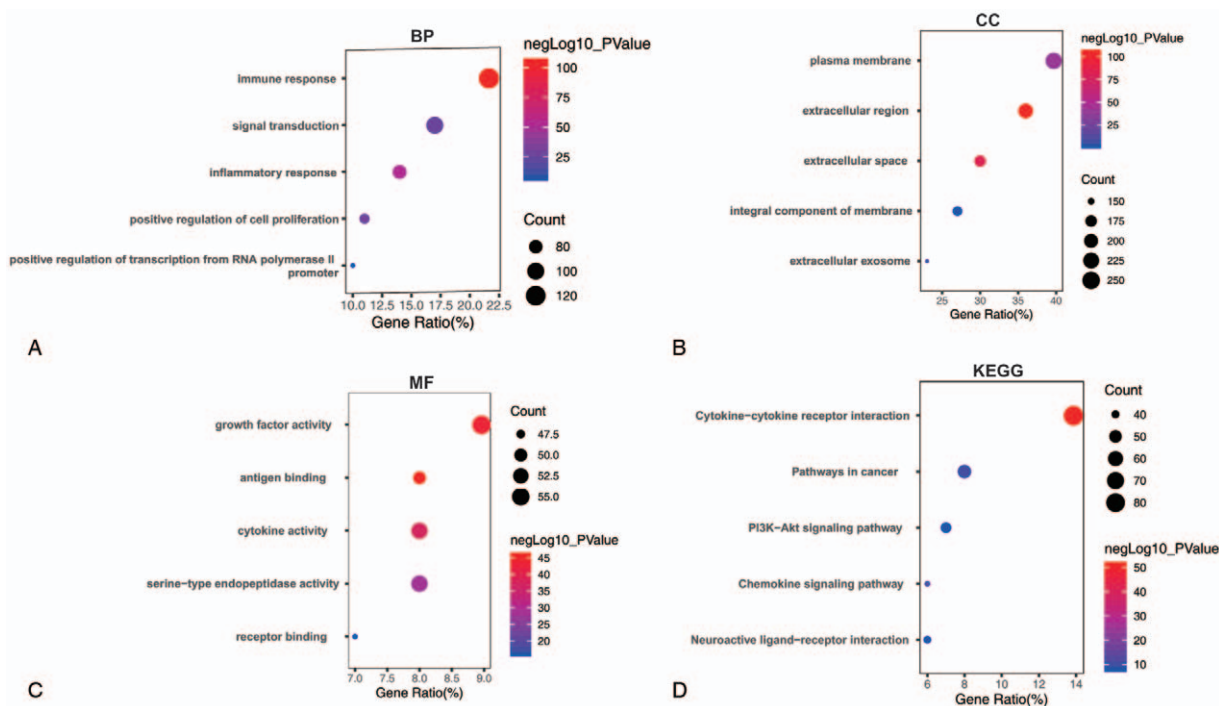 BP
immune response
signal transduction
inflammatory response
positive regulation of cell proliferation
positive regulation of transcription from RNA polymerase II
promoter
10.0 12.5 15.0 17.5 20.0 22.5
Gene Ratio(%)
negLog10_PValue
100
75
50
25
Count
80
100
120
A
CC
plasma membrane
extracellular region
extracellular space
integral component of membrane
extracellular exosome
25 30 35 40
Gene Ratio(%)
negLog10_PValue
100
75
50
25
Count
150
175
200
225
250
B
MF
growth factor activity
antigen binding
cytokine activity
serine-type endopeptidase activity
receptor binding
7.0 7.5 8.0 8.5 9.0
Gene Ratio(%)
Count
47.5
50.0
52.5
55.0
negLog10_PValue
45
40
35
30
25
20
C
KEGG
Cytokine-cytokine receptor interaction
Pathways in cancer
PI3K-Akt signaling pathway
Chemokine signaling pathway
Neuroactive ligand-receptor interaction
6 8 10 12 14
Gene Ratio(%)
Count
40
50
60
70
80
negLog10_PValue
50
40
30
20
10
D